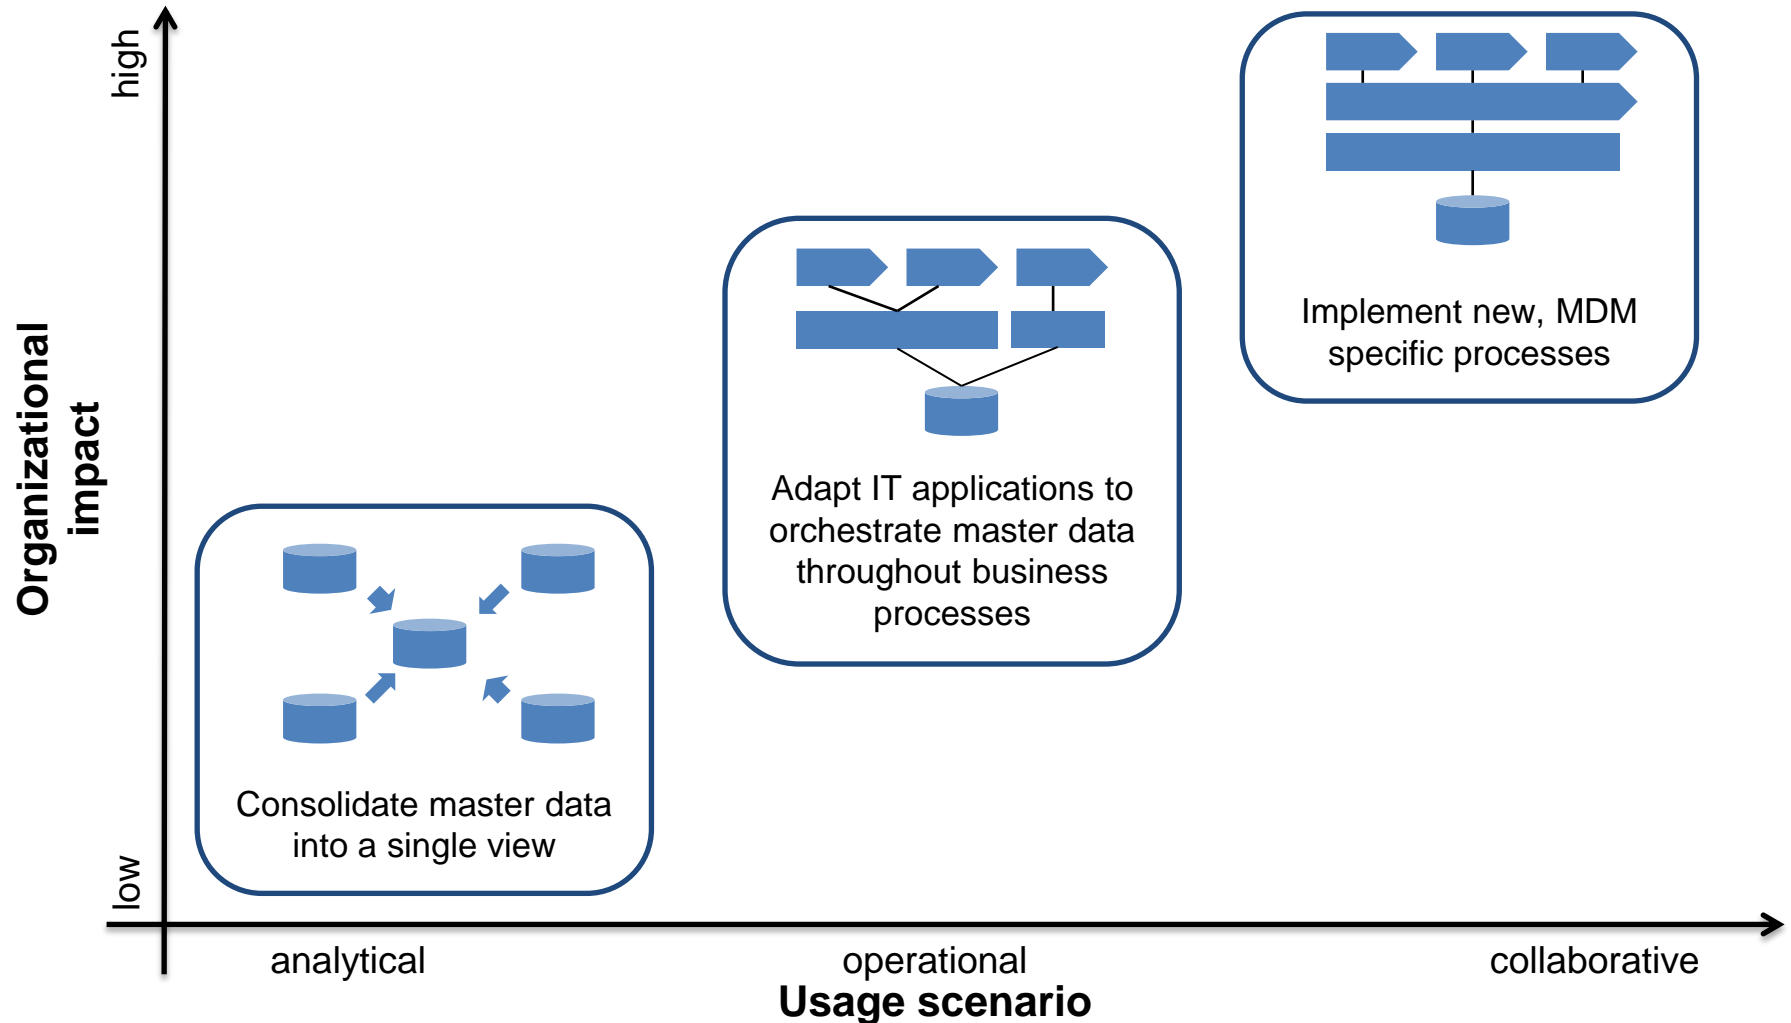 high
Organizational
impact
low
Implement new, MDM
specific processes
Adapt IT applications to
orchestrate master data
throughout business
processes
Consolidate master data
into a single view
analytical
operational
collaborative
Usage scenario